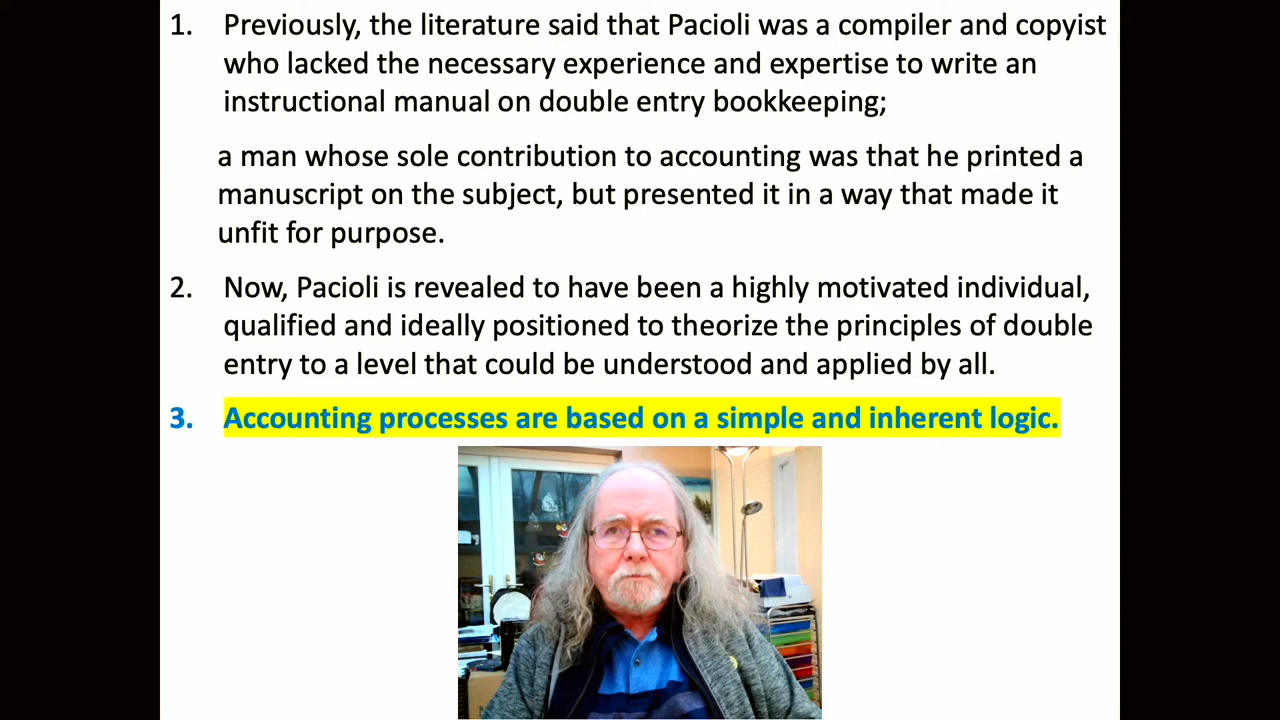 1. Previously, the literature said that Pacioli was a compiler and copyist
who lacked the necessary experience and expertise to write an
instructional manual on double entry bookkeeping;
a man whose sole contribution to accounting was that he printed a
manuscript on the subject, but presented it in a way that made it
unfit for purpose.
2. Now, Pacioli is revealed to have been a highly motivated individual,
qualified and ideally positioned to theorize the principles of double
entry to a level that could be understood and applied by all.
3. Accounting processes are based on a simple and inherent logic.